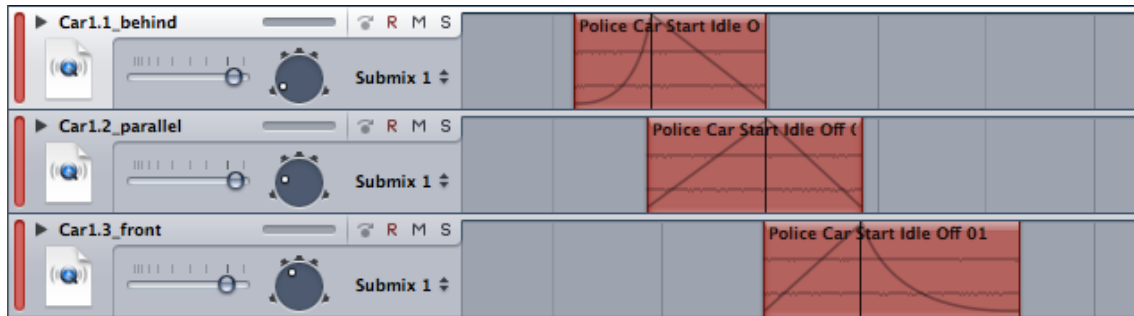 Car1.1_behind
R M S
Submix 1
Police Car Start Idle O
Car1.2_parallel
R M S
Submix 1
Police Car Start Idle Off (
Car1.3_front
R M S
Submix 1
Police Car Start Idle Off 01